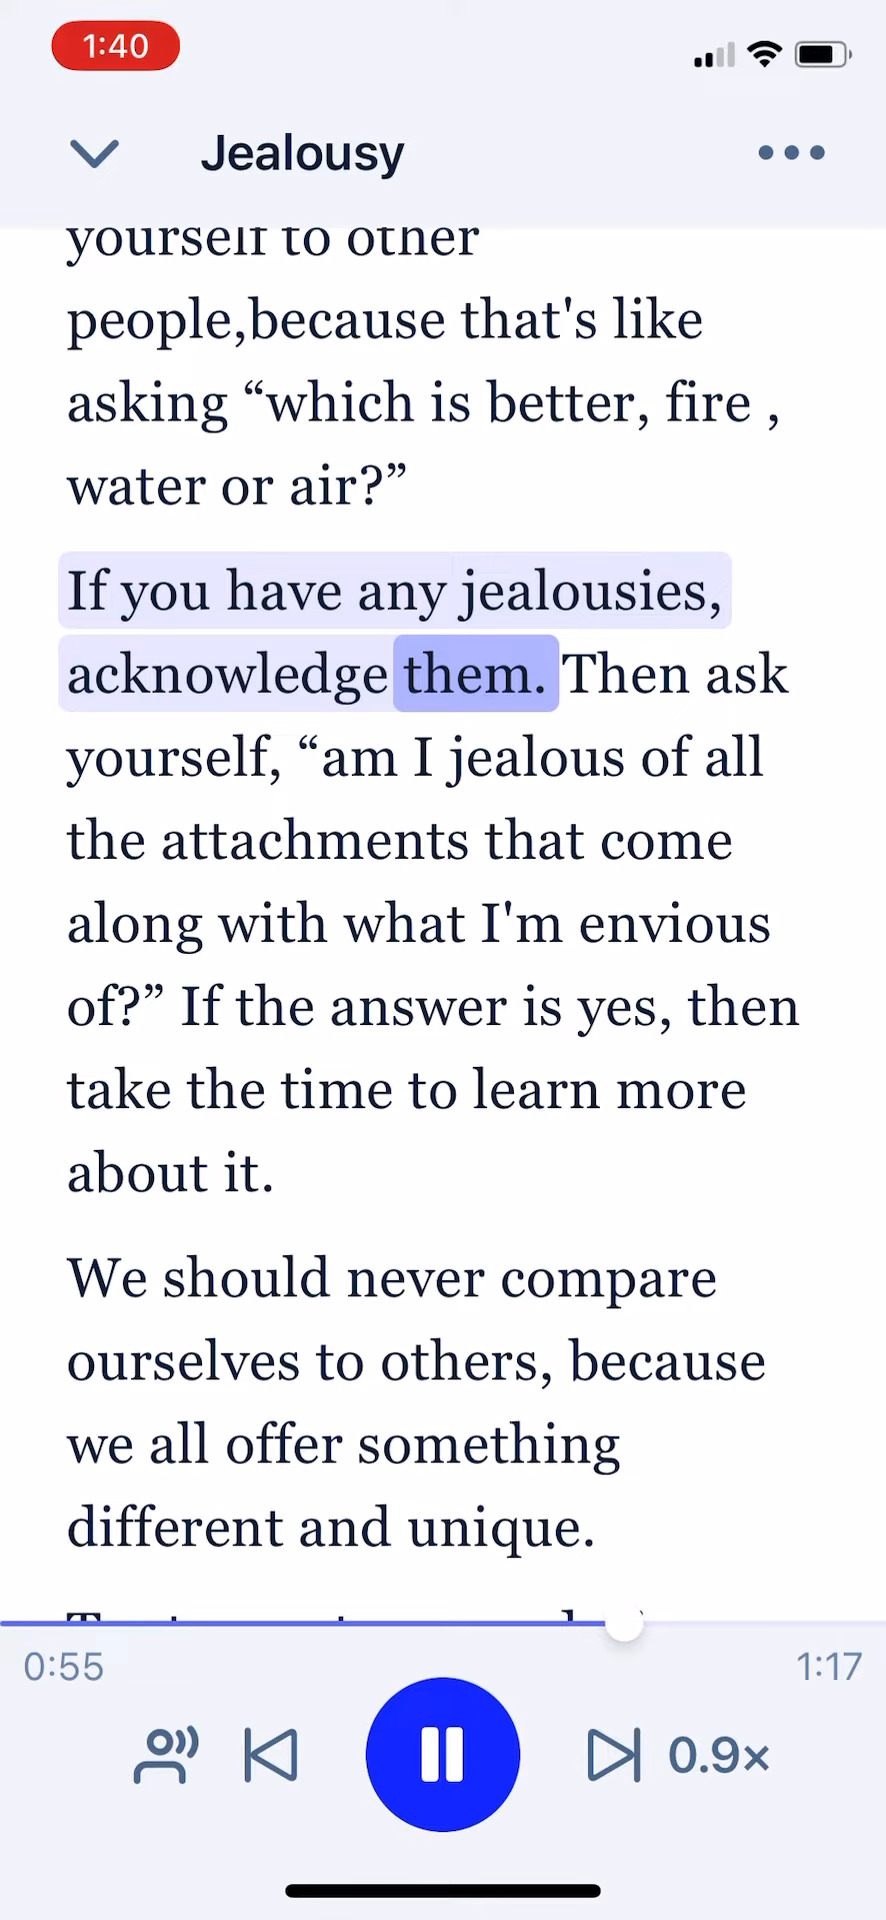 1:40
Jealousy
yourself to other
people,because that's like
asking “which is better, fire ,
water or air?”
If you have any jealousies,
acknowledge them. Then ask
yourself, “am I jealous of all
the attachments that come
along with what I'm envious
of?” If the answer is yes, then
take the time to learn more
about it.
We should never compare
ourselves to others, because
we all offer something
different and unique.
0:55
1:17
0.9×